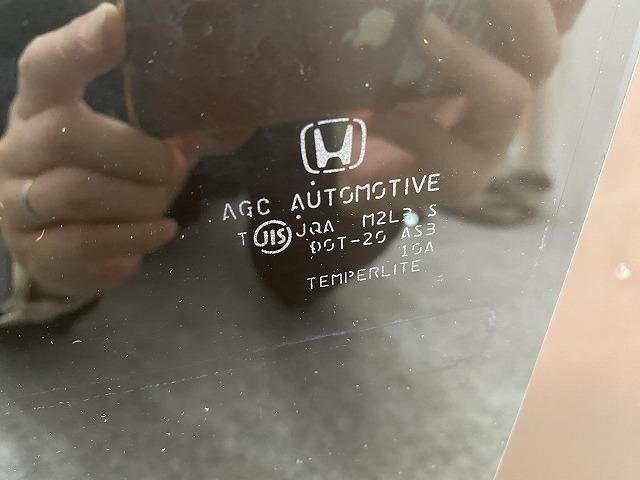 AGC AUTOMOTIVE
T JIS JQA M2L3 S
DOT-20 AS3
10A
TEMPERLITE